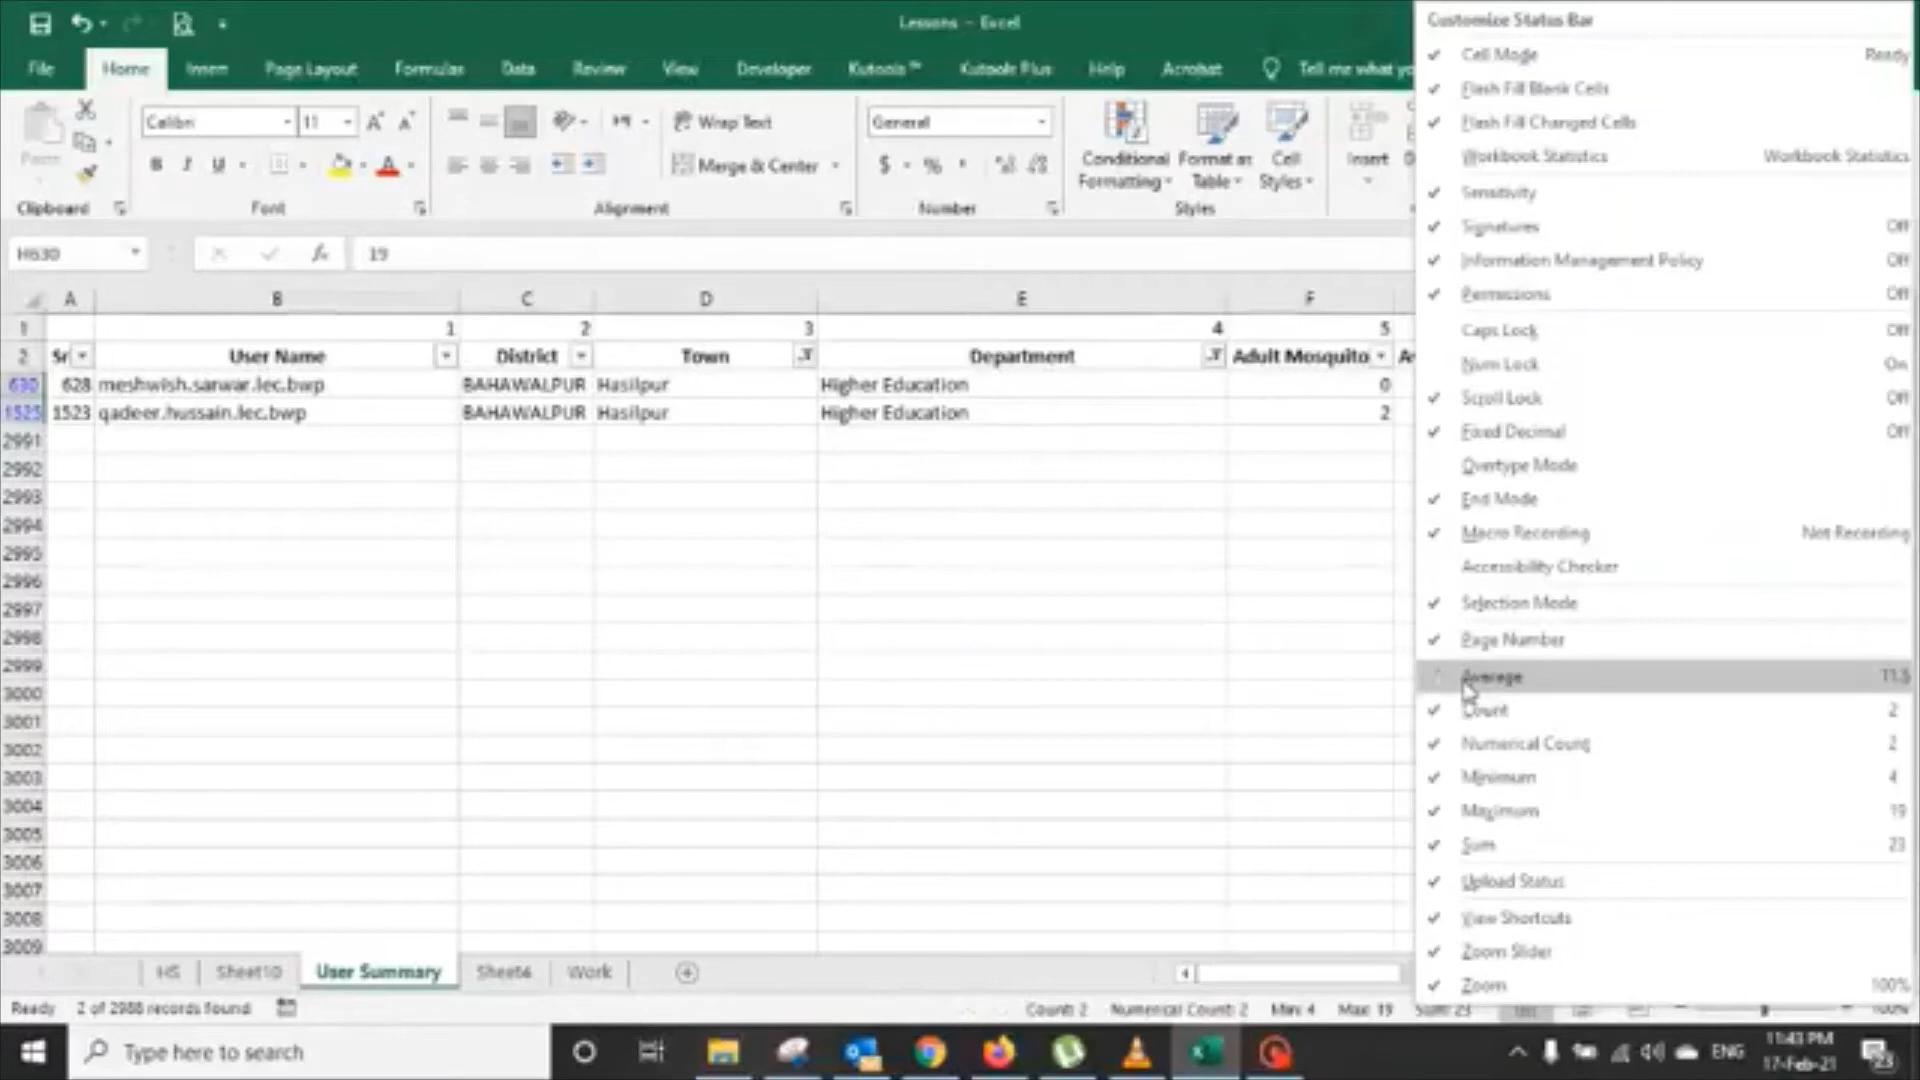 Lessons - Excel
File Home Insert Page Layout Formulas Data Review View Developer Kutools ™ Kutools Plus Help Acrobat Tell me what yo
Paste
Calibri 11
B I U
Wrap Text
Merge & Center
General
$ %
Conditional Formatting
Format as Table
Cell Styles
Insert
Clipboard Font Alignment Number Styles
H630 fx 19
A B C D E F
1 1 2 3 4 5
2 Sr User Name District Town Department Adult Mosquito
630 628 meshwish.sarwar.lec.bwp BAHAWALPUR Hasilpur Higher Education 0
1525 1523 qadeer.hussain.lec.bwp BAHAWALPUR Hasilpur Higher Education 2
2991
2992
2993
2994
2995
2996
2997
2998
2999
3000
3001
3002
3003
3004
3005
3006
3007
3008
3009
HS Sheet10 User Summary Sheet4 Work
Ready 2 of 2988 records found Count: 2 Numerical Count: 2 Min: 4 Max: 19 Sum: 23 100%
Customize Status Bar
Cell Mode Ready
Flash Fill Blank Cells
Flash Fill Changed Cells
Workbook Statistics Workbook Statistics
Sensitivity
Signatures Off
Information Management Policy Off
Permissions Off
Caps Lock Off
Num Lock On
Scroll Lock Off
Fixed Decimal Off
Overtype Mode
End Mode
Macro Recording Not Recording
Accessibility Checker
Selection Mode
Page Number
Average 11.5
Count 2
Numerical Count 2
Minimum 4
Maximum 19
Sum 23
Upload Status
View Shortcuts
Zoom Slider
Zoom 100%
Type here to search
ENG
11:43 PM
17-Feb-21
23